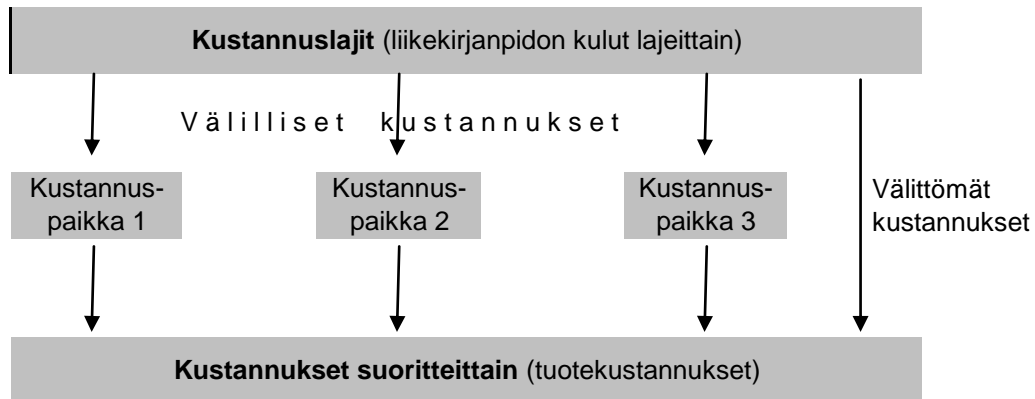 Kustannuslajit (liikekirjanpidon kulut lajeittain)
Välilliset kustannukset
Kustannus-
paikka 1
Kustannus-
paikka 2
Kustannus-
paikka 3
Välittömät
kustannukset
Kustannukset suoritteittain (tuotekustannukset)